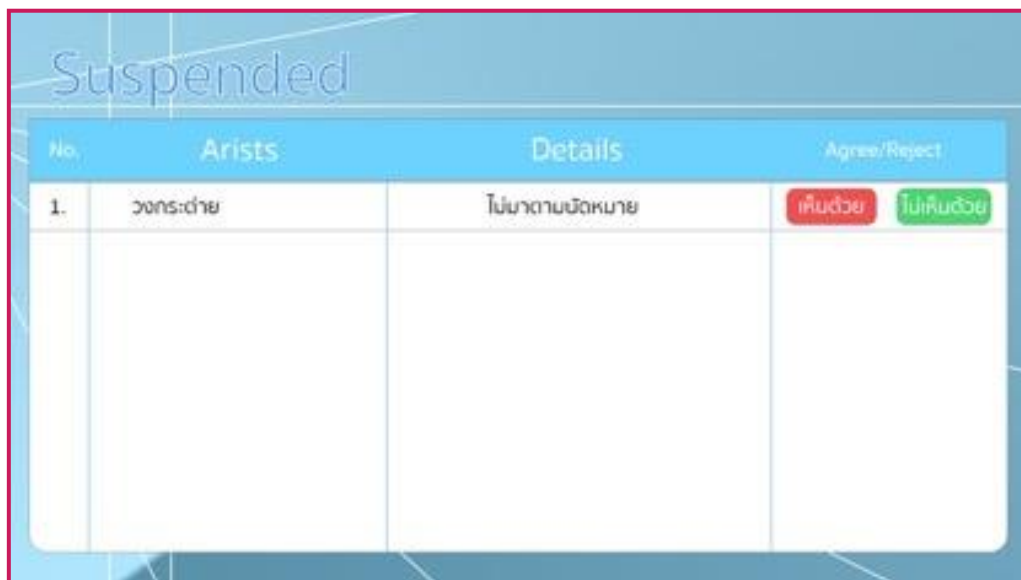 Suspended
No. Arists Details Agree/Reject
1. วงกระต่าย ไม่มาตามนัดหมาย เห็นด้วย ไม่เห็นด้วย